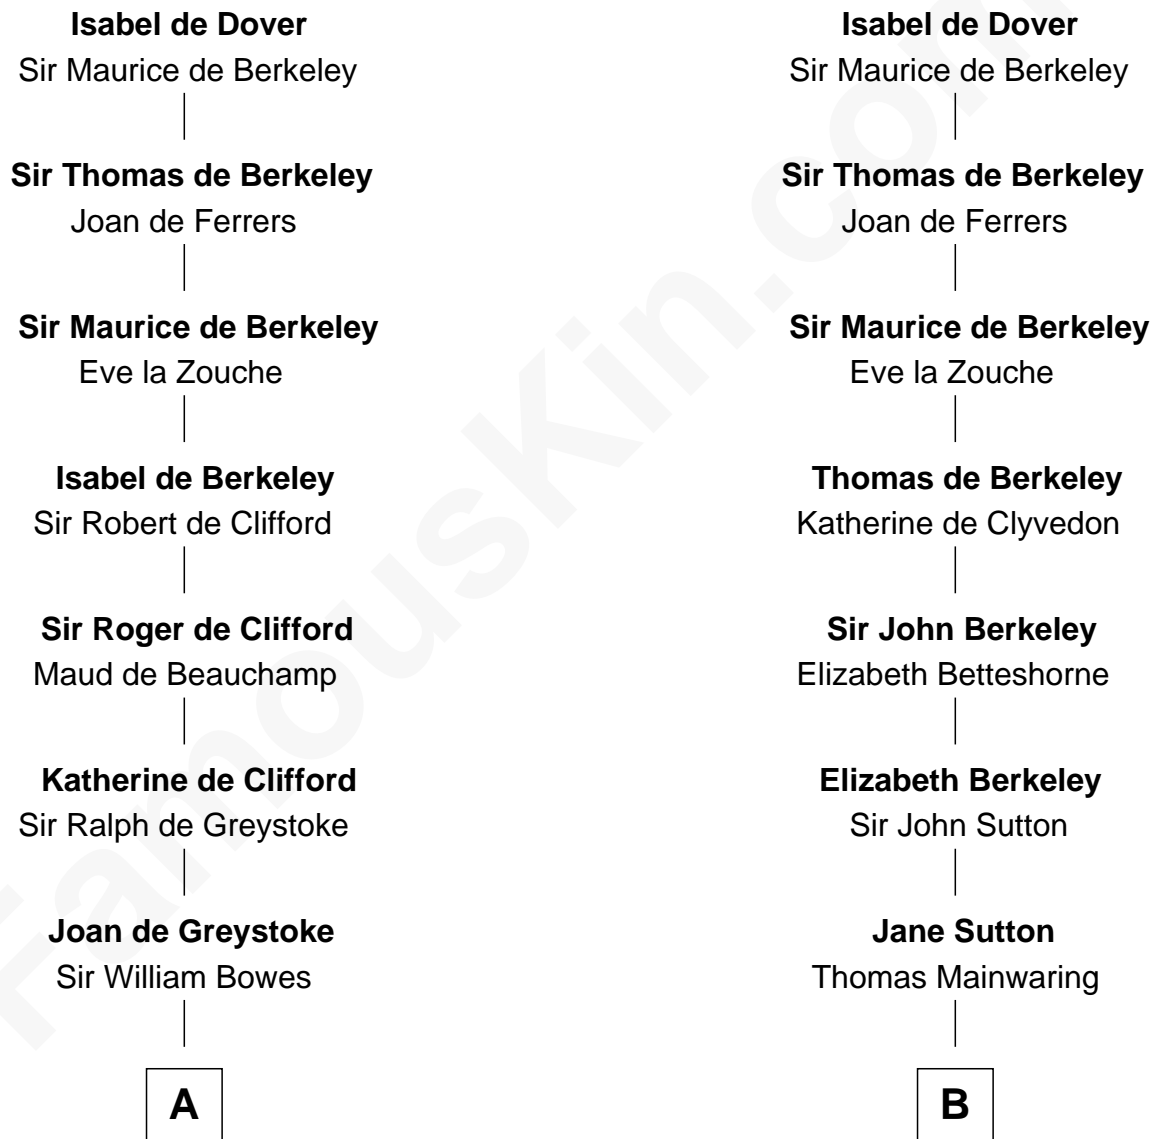 Isabel de Dover
Sir Maurice de Berkeley
Sir Thomas de Berkeley
Joan de Ferrers
Sir Maurice de Berkeley
Eve la Zouche
Isabel de Berkeley
Sir Robert de Clifford
Sir Roger de Clifford
Maud de Beauchamp
Katherine de Clifford
Sir Ralph de Greystoke
Joan de Greystoke
Sir William Bowes
A
Isabel de Dover
Sir Maurice de Berkeley
Sir Thomas de Berkeley
Joan de Ferrers
Sir Maurice de Berkeley
Eve la Zouche
Thomas de Berkeley
Katherine de Clyvedon
Sir John Berkeley
Elizabeth Betteshorne
Elizabeth Berkeley
Sir John Sutton
Jane Sutton
Thomas Mainwaring
B
FamousKin.com